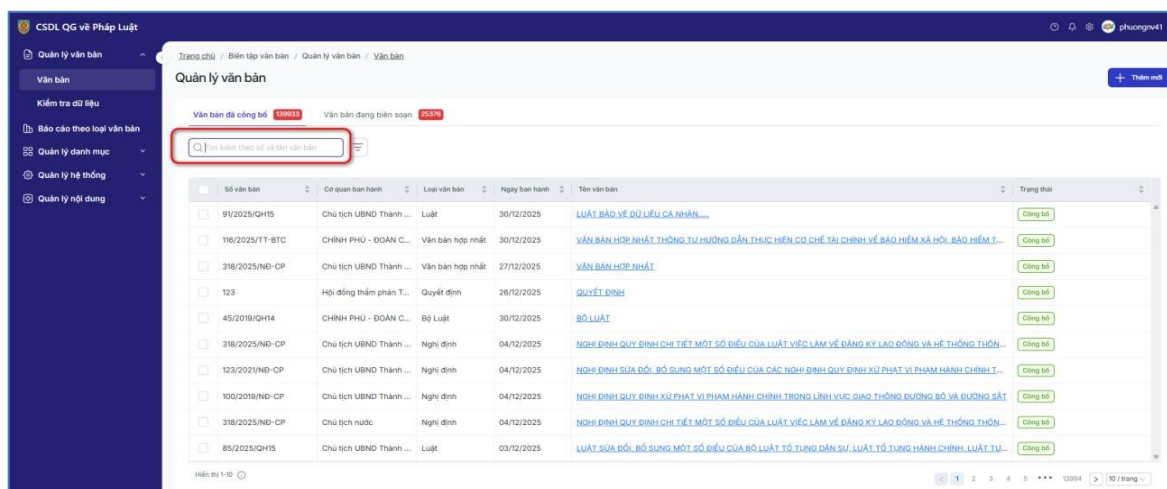 CSDL QG về Pháp Luật
phuongnv41
Quản lý văn bản
Văn bản
Kiểm tra dữ liệu
Báo cáo theo loại văn bản
Quản lý danh mục
Quản lý hệ thống
Quản lý nội dung
Trang chủ / Biên tập văn bản / Quản lý văn bản / Văn bản
Quản lý văn bản
Thêm mới
Văn bản đã công bố 139933 Văn bản đang biên soạn 25376
Tìm kiếm theo số và tên văn bản
Số văn bản Cơ quan ban hành Loại văn bản Ngày ban hành Tên văn bản Trạng thái
91/2025/QH15 Chủ tịch UBND Thành ... Luật 30/12/2025 LUẬT BẢO VỆ DỮ LIỆU CÁ NHÂN..... Công bố
116/2025/TT-BTC CHÍNH PHỦ - ĐOÀN C... Văn bản hợp nhất 30/12/2025 VĂN BẢN HỢP NHẤT THÔNG TƯ HƯỚNG DẪN THỰC HIỆN CƠ CHẾ TÀI CHÍNH VỀ BẢO HIỂM XÃ HỘI, BẢO HIỂM T... Công bố
318/2025/NĐ-CP Chủ tịch UBND Thành ... Văn bản hợp nhất 27/12/2025 VĂN BẢN HỢP NHẤT Công bố
123 Hội đồng thẩm phán T... Quyết định 26/12/2025 QUYẾT ĐỊNH Công bố
45/2019/QH14 CHÍNH PHỦ - ĐOÀN C... Bộ Luật 30/12/2025 BỘ LUẬT Công bố
318/2025/NĐ-CP Chủ tịch UBND Thành ... Nghị định 04/12/2025 NGHỊ ĐỊNH QUY ĐỊNH CHI TIẾT MỘT SỐ ĐIỀU CỦA LUẬT VIỆC LÀM VỀ ĐĂNG KÝ LAO ĐỘNG VÀ HỆ THỐNG THÔN... Công bố
123/2021/NĐ-CP Chủ tịch UBND Thành ... Nghị định 04/12/2025 NGHỊ ĐỊNH SỬA ĐỔI, BỔ SUNG MỘT SỐ ĐIỀU CỦA CÁC NGHỊ ĐỊNH QUY ĐỊNH XỬ PHẠT VI PHẠM HÀNH CHÍNH T... Công bố
100/2019/NĐ-CP Chủ tịch UBND Thành ... Nghị định 04/12/2025 NGHỊ ĐỊNH QUY ĐỊNH XỬ PHẠT VI PHẠM HÀNH CHÍNH TRONG LĨNH VỰC GIAO THÔNG ĐƯỜNG BỘ VÀ ĐƯỜNG SẮT Công bố
318/2025/NĐ-CP Chủ tịch nước Nghị định 04/12/2025 NGHỊ ĐỊNH QUY ĐỊNH CHI TIẾT MỘT SỐ ĐIỀU CỦA LUẬT VIỆC LÀM VỀ ĐĂNG KÝ LAO ĐỘNG VÀ HỆ THỐNG THÔN... Công bố
85/2025/QH15 Chủ tịch UBND Thành ... Luật 03/12/2025 LUẬT SỬA ĐỔI, BỔ SUNG MỘT SỐ ĐIỀU CỦA BỘ LUẬT TỐ TỤNG DÂN SỰ, LUẬT TỐ TỤNG HÀNH CHÍNH, LUẬT TƯ... Công bố
Hiển thị 1-10
< 1 2 3 4 5 ••• 13994 > 10 / trang